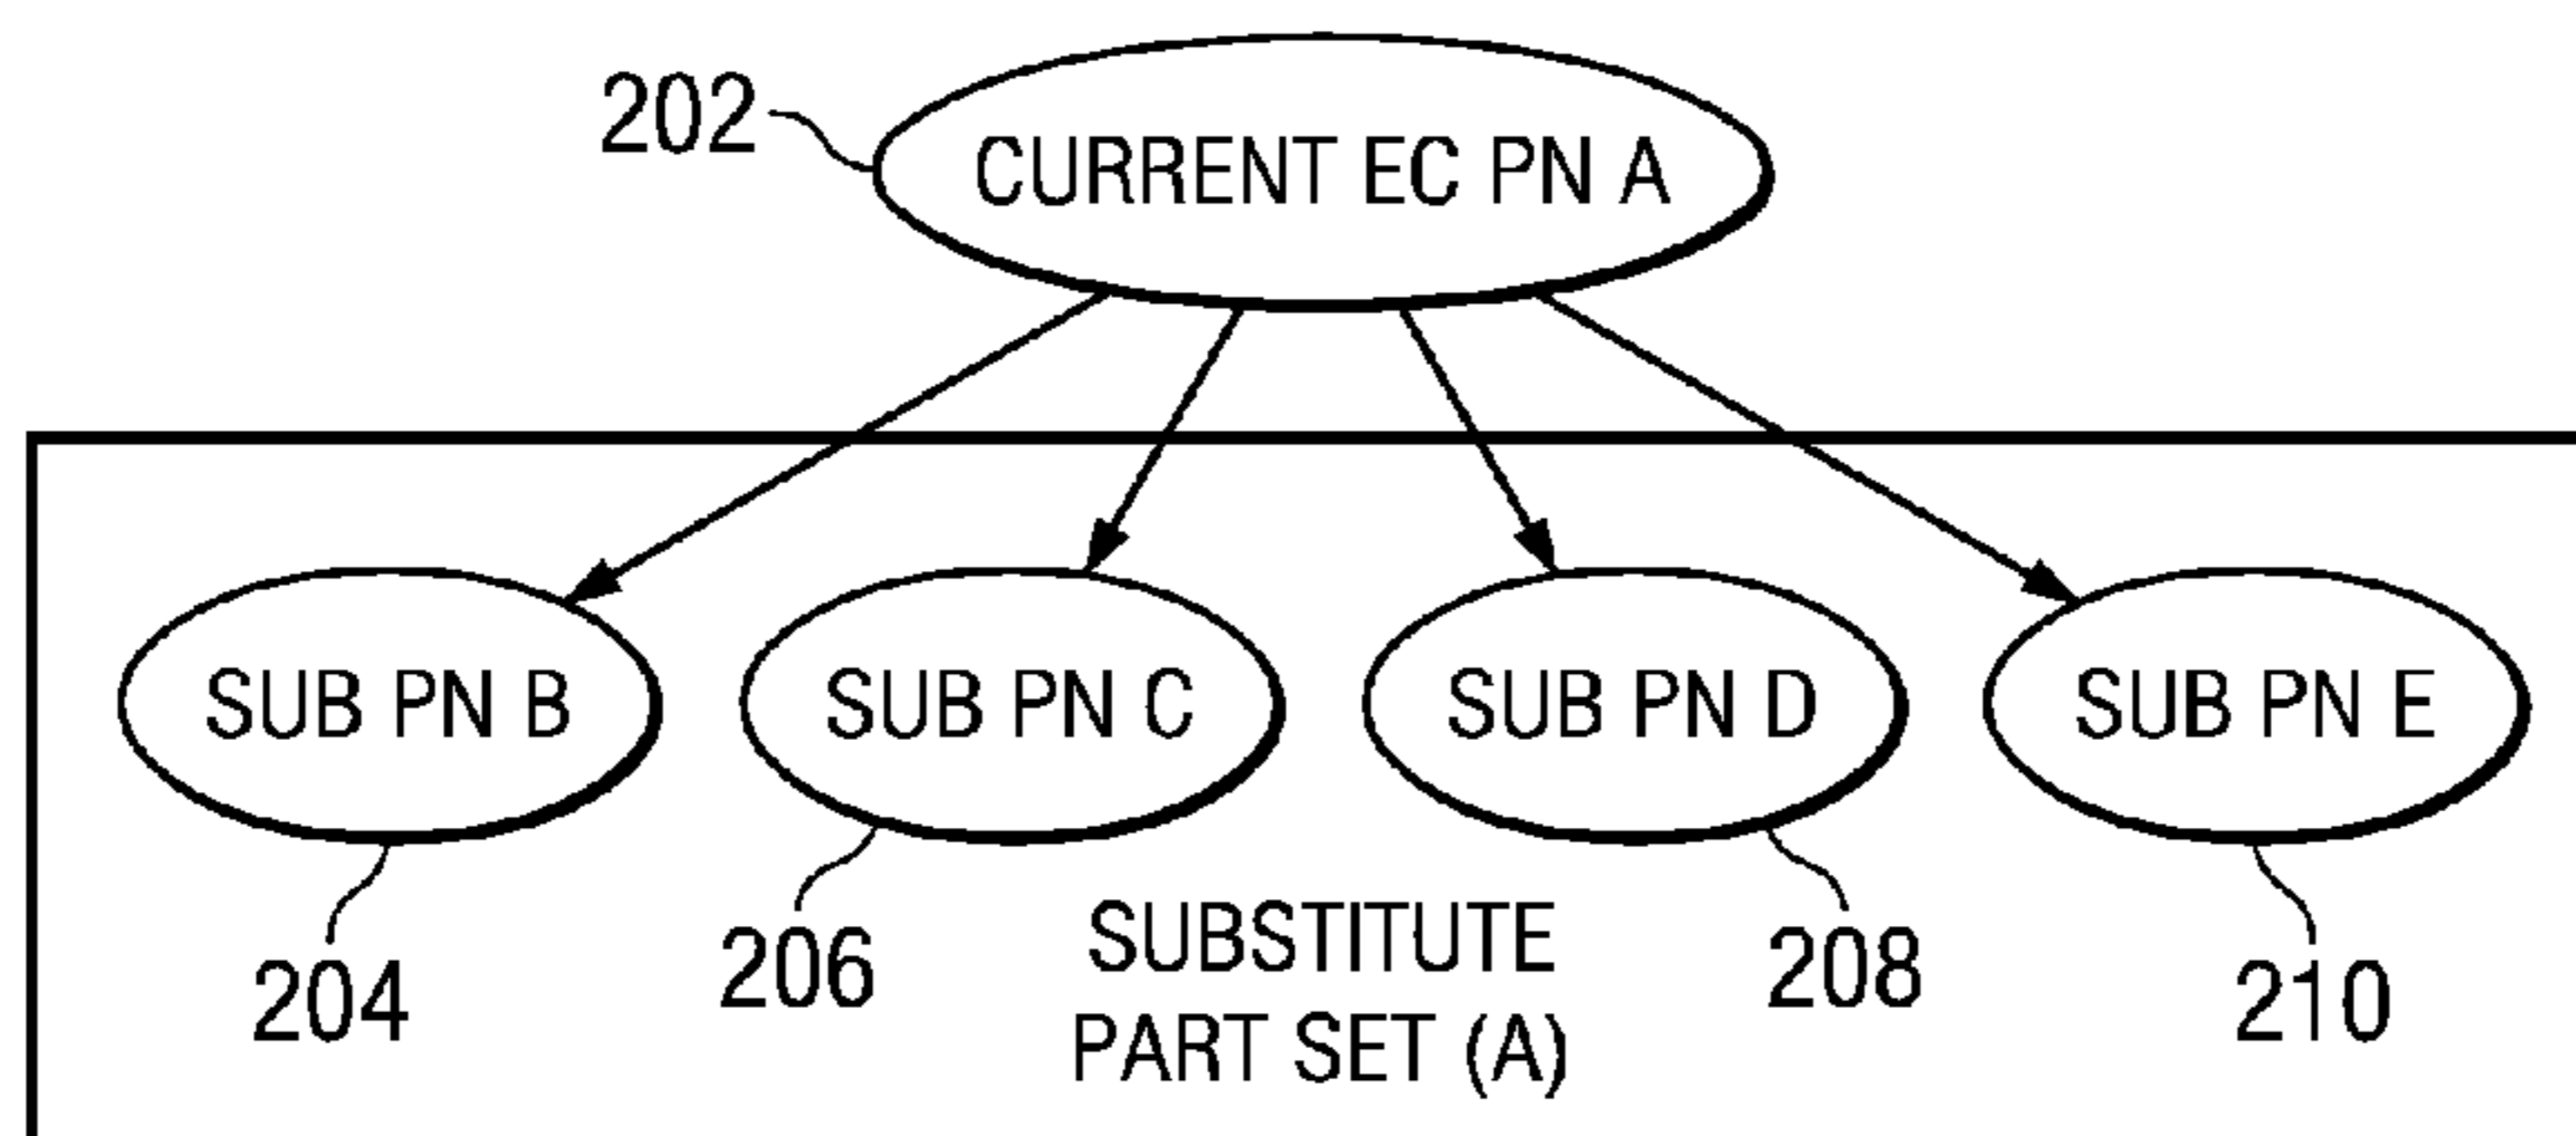 202
CURRENT EC PN A
SUB PN B
SUB PN C
SUB PN D
SUB PN E
204
206
SUBSTITUTE
PART SET (A)
208
210